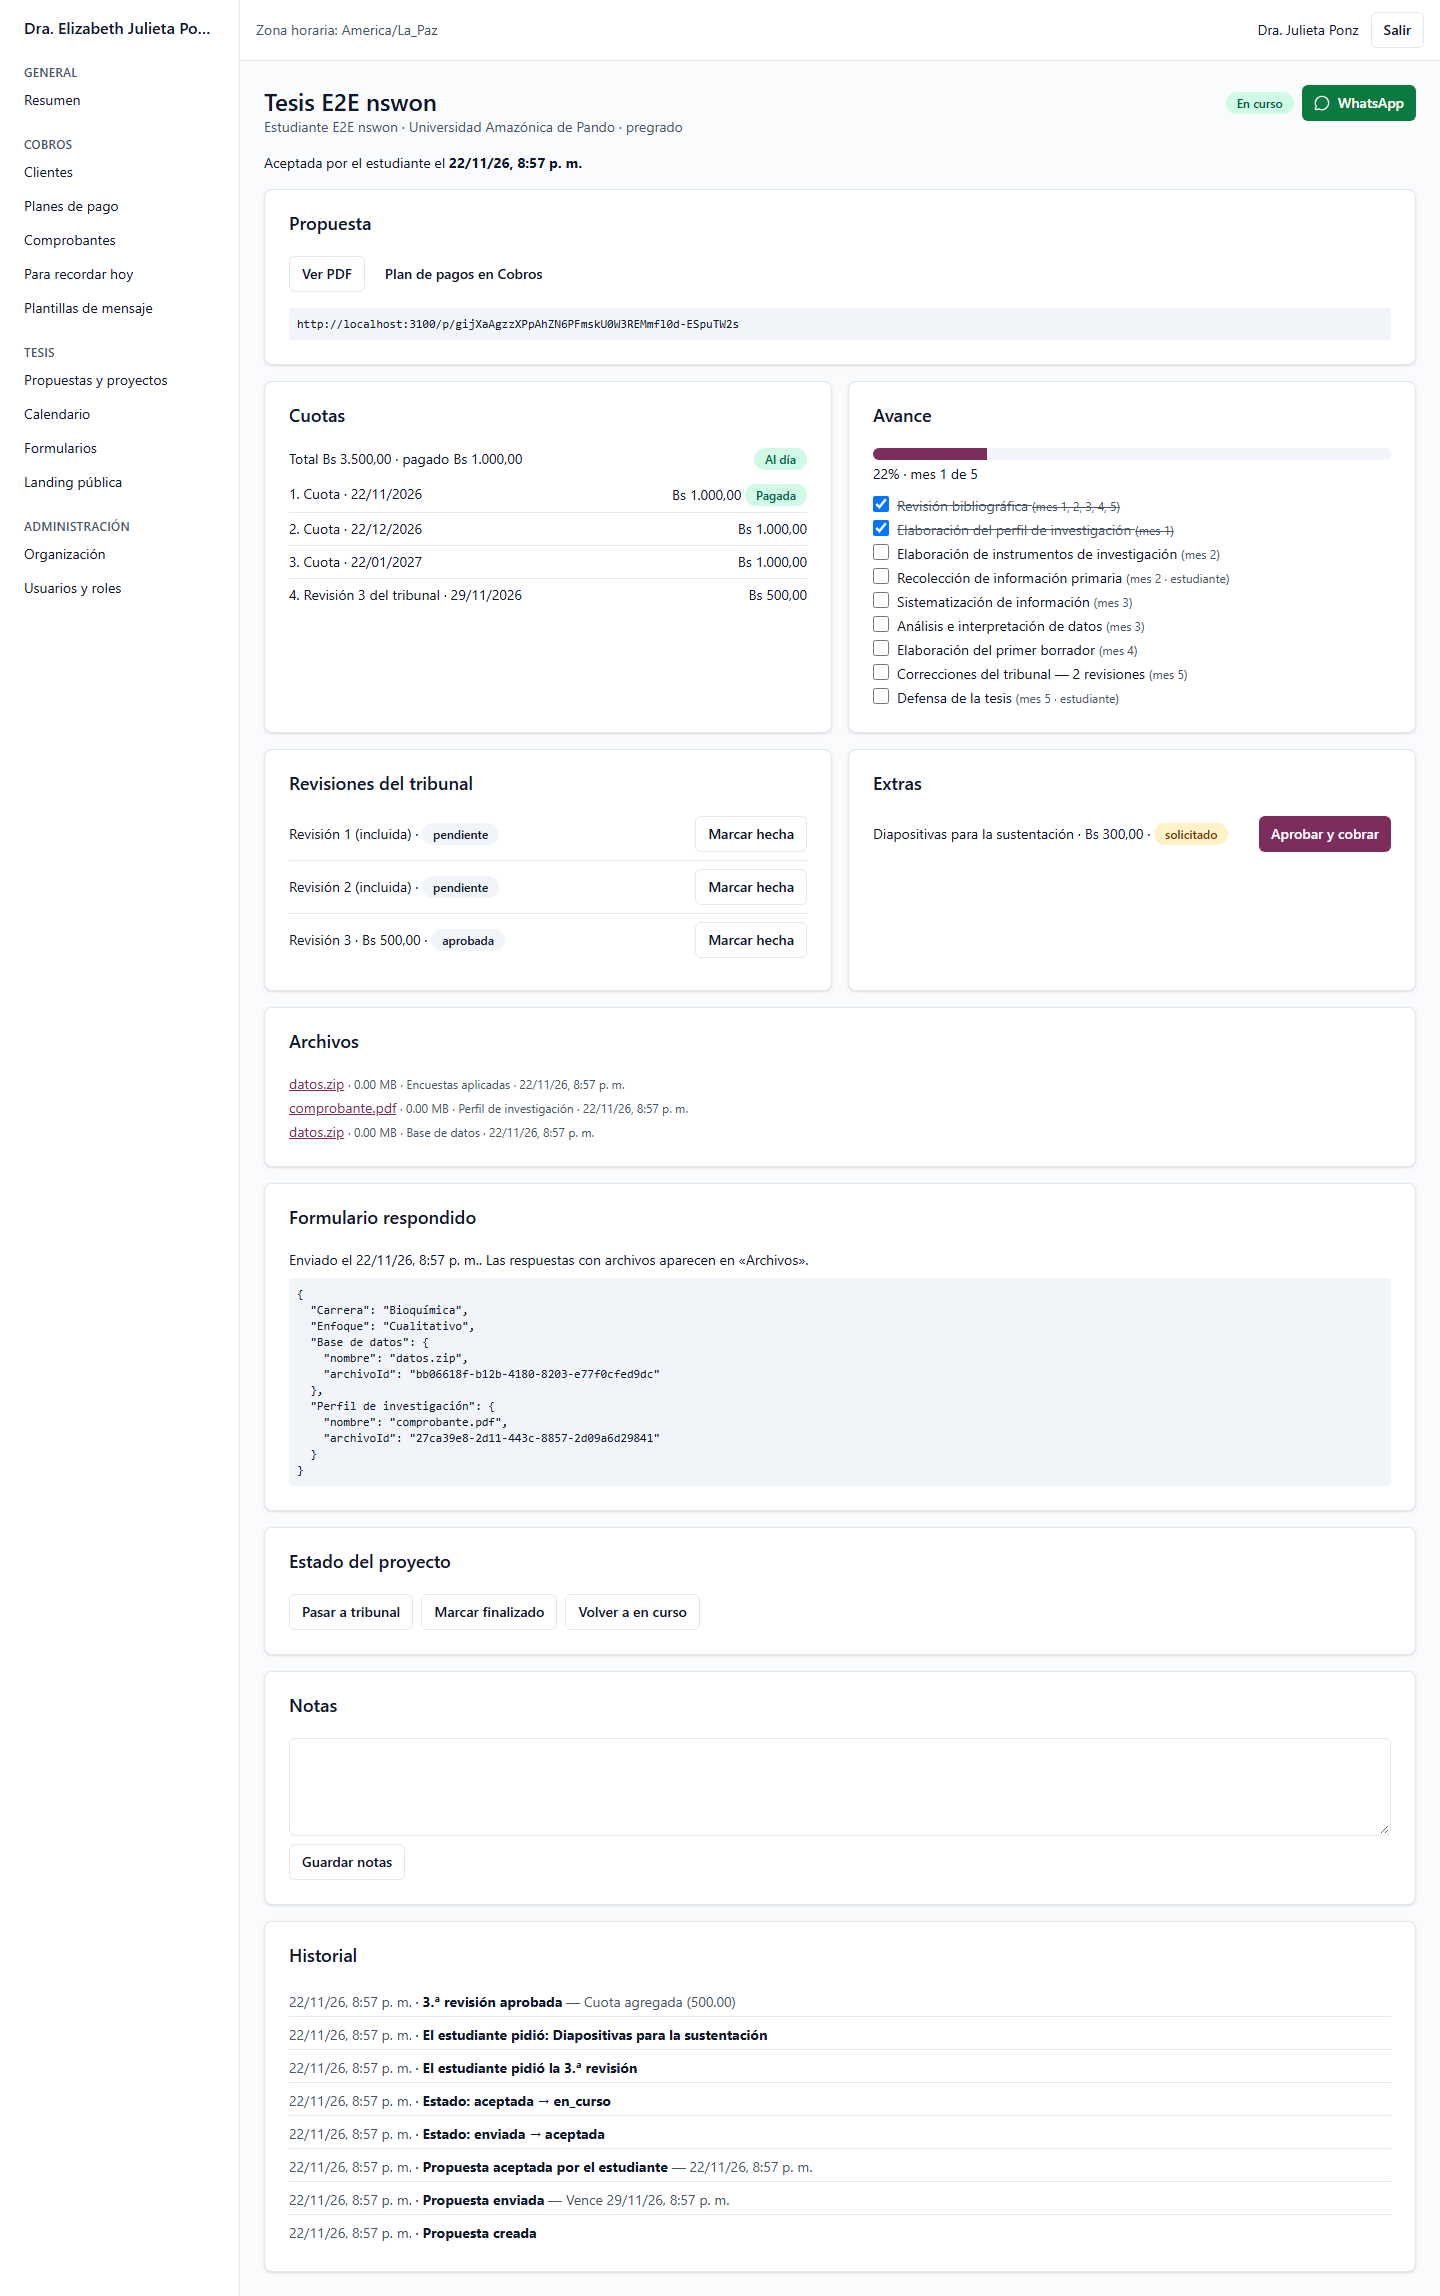 Dra. Elizabeth Julieta Po...
GENERAL
Resumen
COBROS
Clientes
Planes de pago
Comprobantes
Para recordar hoy
Plantillas de mensaje
TESIS
Propuestas y proyectos
Calendario
Formularios
Landing pública
ADMINISTRACIÓN
Organización
Usuarios y roles
Zona horaria: America/La_Paz
Dra. Julieta Ponz
Salir
Tesis E2E nswon
En curso
WhatsApp
Estudiante E2E nswon · Universidad Amazónica de Pando · pregrado
Aceptada por el estudiante el 22/11/26, 8:57 p. m.
Propuesta
Ver PDF
Plan de pagos en Cobros
http://localhost:3100/p/gijXaAgzzXPpAhZN6PFmskU0W3REMmfl0d-ESpuTW2s
Cuotas
Total Bs 3.500,00 · pagado Bs 1.000,00 Al día
1. Cuota · 22/11/2026 Bs 1.000,00 Pagada
2. Cuota · 22/12/2026 Bs 1.000,00
3. Cuota · 22/01/2027 Bs 1.000,00
4. Revisión 3 del tribunal · 29/11/2026 Bs 500,00
Avance
22% · mes 1 de 5
Revisión bibliográfica (mes 1, 2, 3, 4, 5)
Elaboración del perfil de investigación (mes 1)
Elaboración de instrumentos de investigación (mes 2)
Recolección de información primaria (mes 2 · estudiante)
Sistematización de información (mes 3)
Análisis e interpretación de datos (mes 3)
Elaboración del primer borrador (mes 4)
Correcciones del tribunal — 2 revisiones (mes 5)
Defensa de la tesis (mes 5 · estudiante)
Revisiones del tribunal
Revisión 1 (incluida) · pendiente Marcar hecha
Revisión 2 (incluida) · pendiente Marcar hecha
Revisión 3 · Bs 500,00 · aprobada Marcar hecha
Extras
Diapositivas para la sustentación · Bs 300,00 · solicitado Aprobar y cobrar
Archivos
datos.zip · 0.00 MB · Encuestas aplicadas · 22/11/26, 8:57 p. m.
comprobante.pdf · 0.00 MB · Perfil de investigación · 22/11/26, 8:57 p. m.
datos.zip · 0.00 MB · Base de datos · 22/11/26, 8:57 p. m.
Formulario respondido
Enviado el 22/11/26, 8:57 p. m.. Las respuestas con archivos aparecen en «Archivos».
{
"Carrera": "Bioquímica",
"Enfoque": "Cualitativo",
"Base de datos": {
"nombre": "datos.zip",
"archivoId": "bb06618f-b12b-4180-8203-e77f0cfed9dc"
},
"Perfil de investigación": {
"nombre": "comprobante.pdf",
"archivoId": "27ca39e8-2d11-443c-8857-2d09a6d29841"
}
}
Estado del proyecto
Pasar a tribunal
Marcar finalizado
Volver a en curso
Notas
Guardar notas
Historial
22/11/26, 8:57 p. m. · 3.ª revisión aprobada — Cuota agregada (500.00)
22/11/26, 8:57 p. m. · El estudiante pidió: Diapositivas para la sustentación
22/11/26, 8:57 p. m. · El estudiante pidió la 3.ª revisión
22/11/26, 8:57 p. m. · Estado: aceptada → en_curso
22/11/26, 8:57 p. m. · Estado: enviada → aceptada
22/11/26, 8:57 p. m. · Propuesta aceptada por el estudiante — 22/11/26, 8:57 p. m.
22/11/26, 8:57 p. m. · Propuesta enviada — Vence 29/11/26, 8:57 p. m.
22/11/26, 8:57 p. m. · Propuesta creada